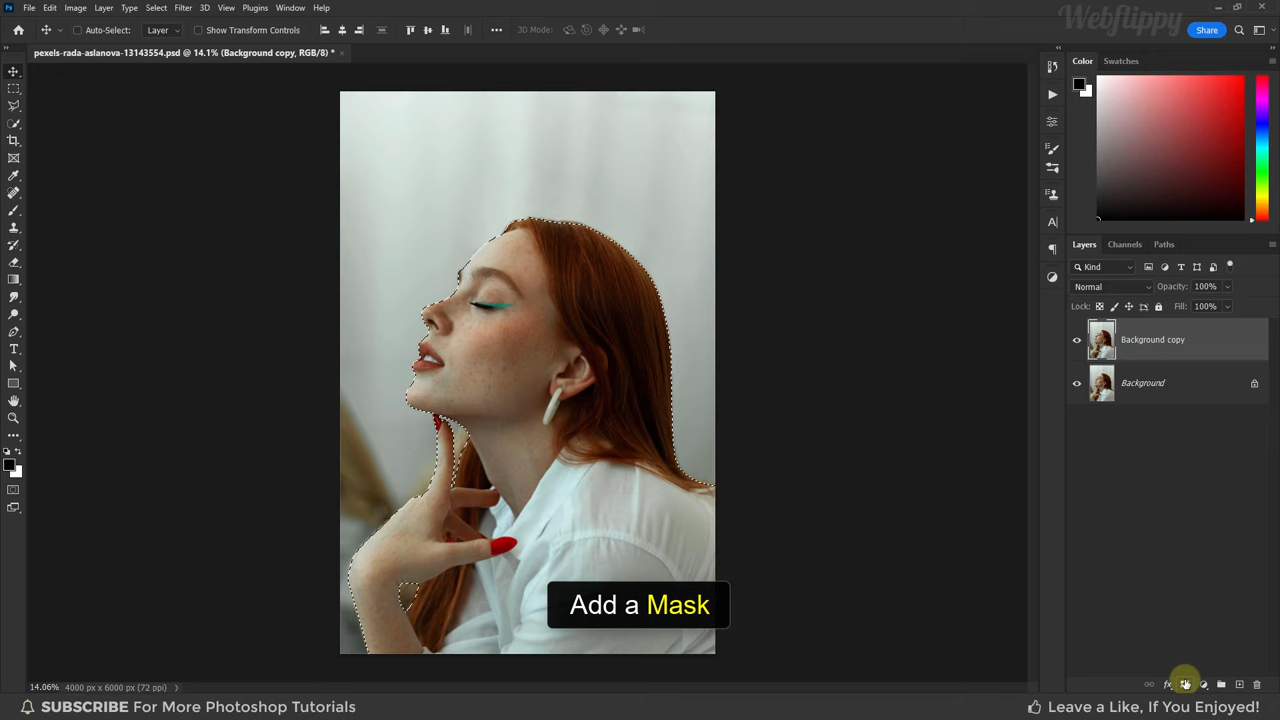 Ps File Edit Image Layer Type Select Filter 3D View Plugins Window Help
Webflippy
Auto-Select: Layer Show Transform Controls 3D Mode: Share
pexels-rada-aslanova-13143554.psd @ 14.1% (Background copy, RGB/8) * ×
Color Swatches
Layers Channels Paths
Kind
Normal Opacity: 100%
Lock: Fill: 100%
Background copy
Background
Add a Mask
fx
14.06% 4000 px x 6000 px (72 ppi)
SUBSCRIBE For More Photoshop Tutorials
Leave a Like, If You Enjoyed!